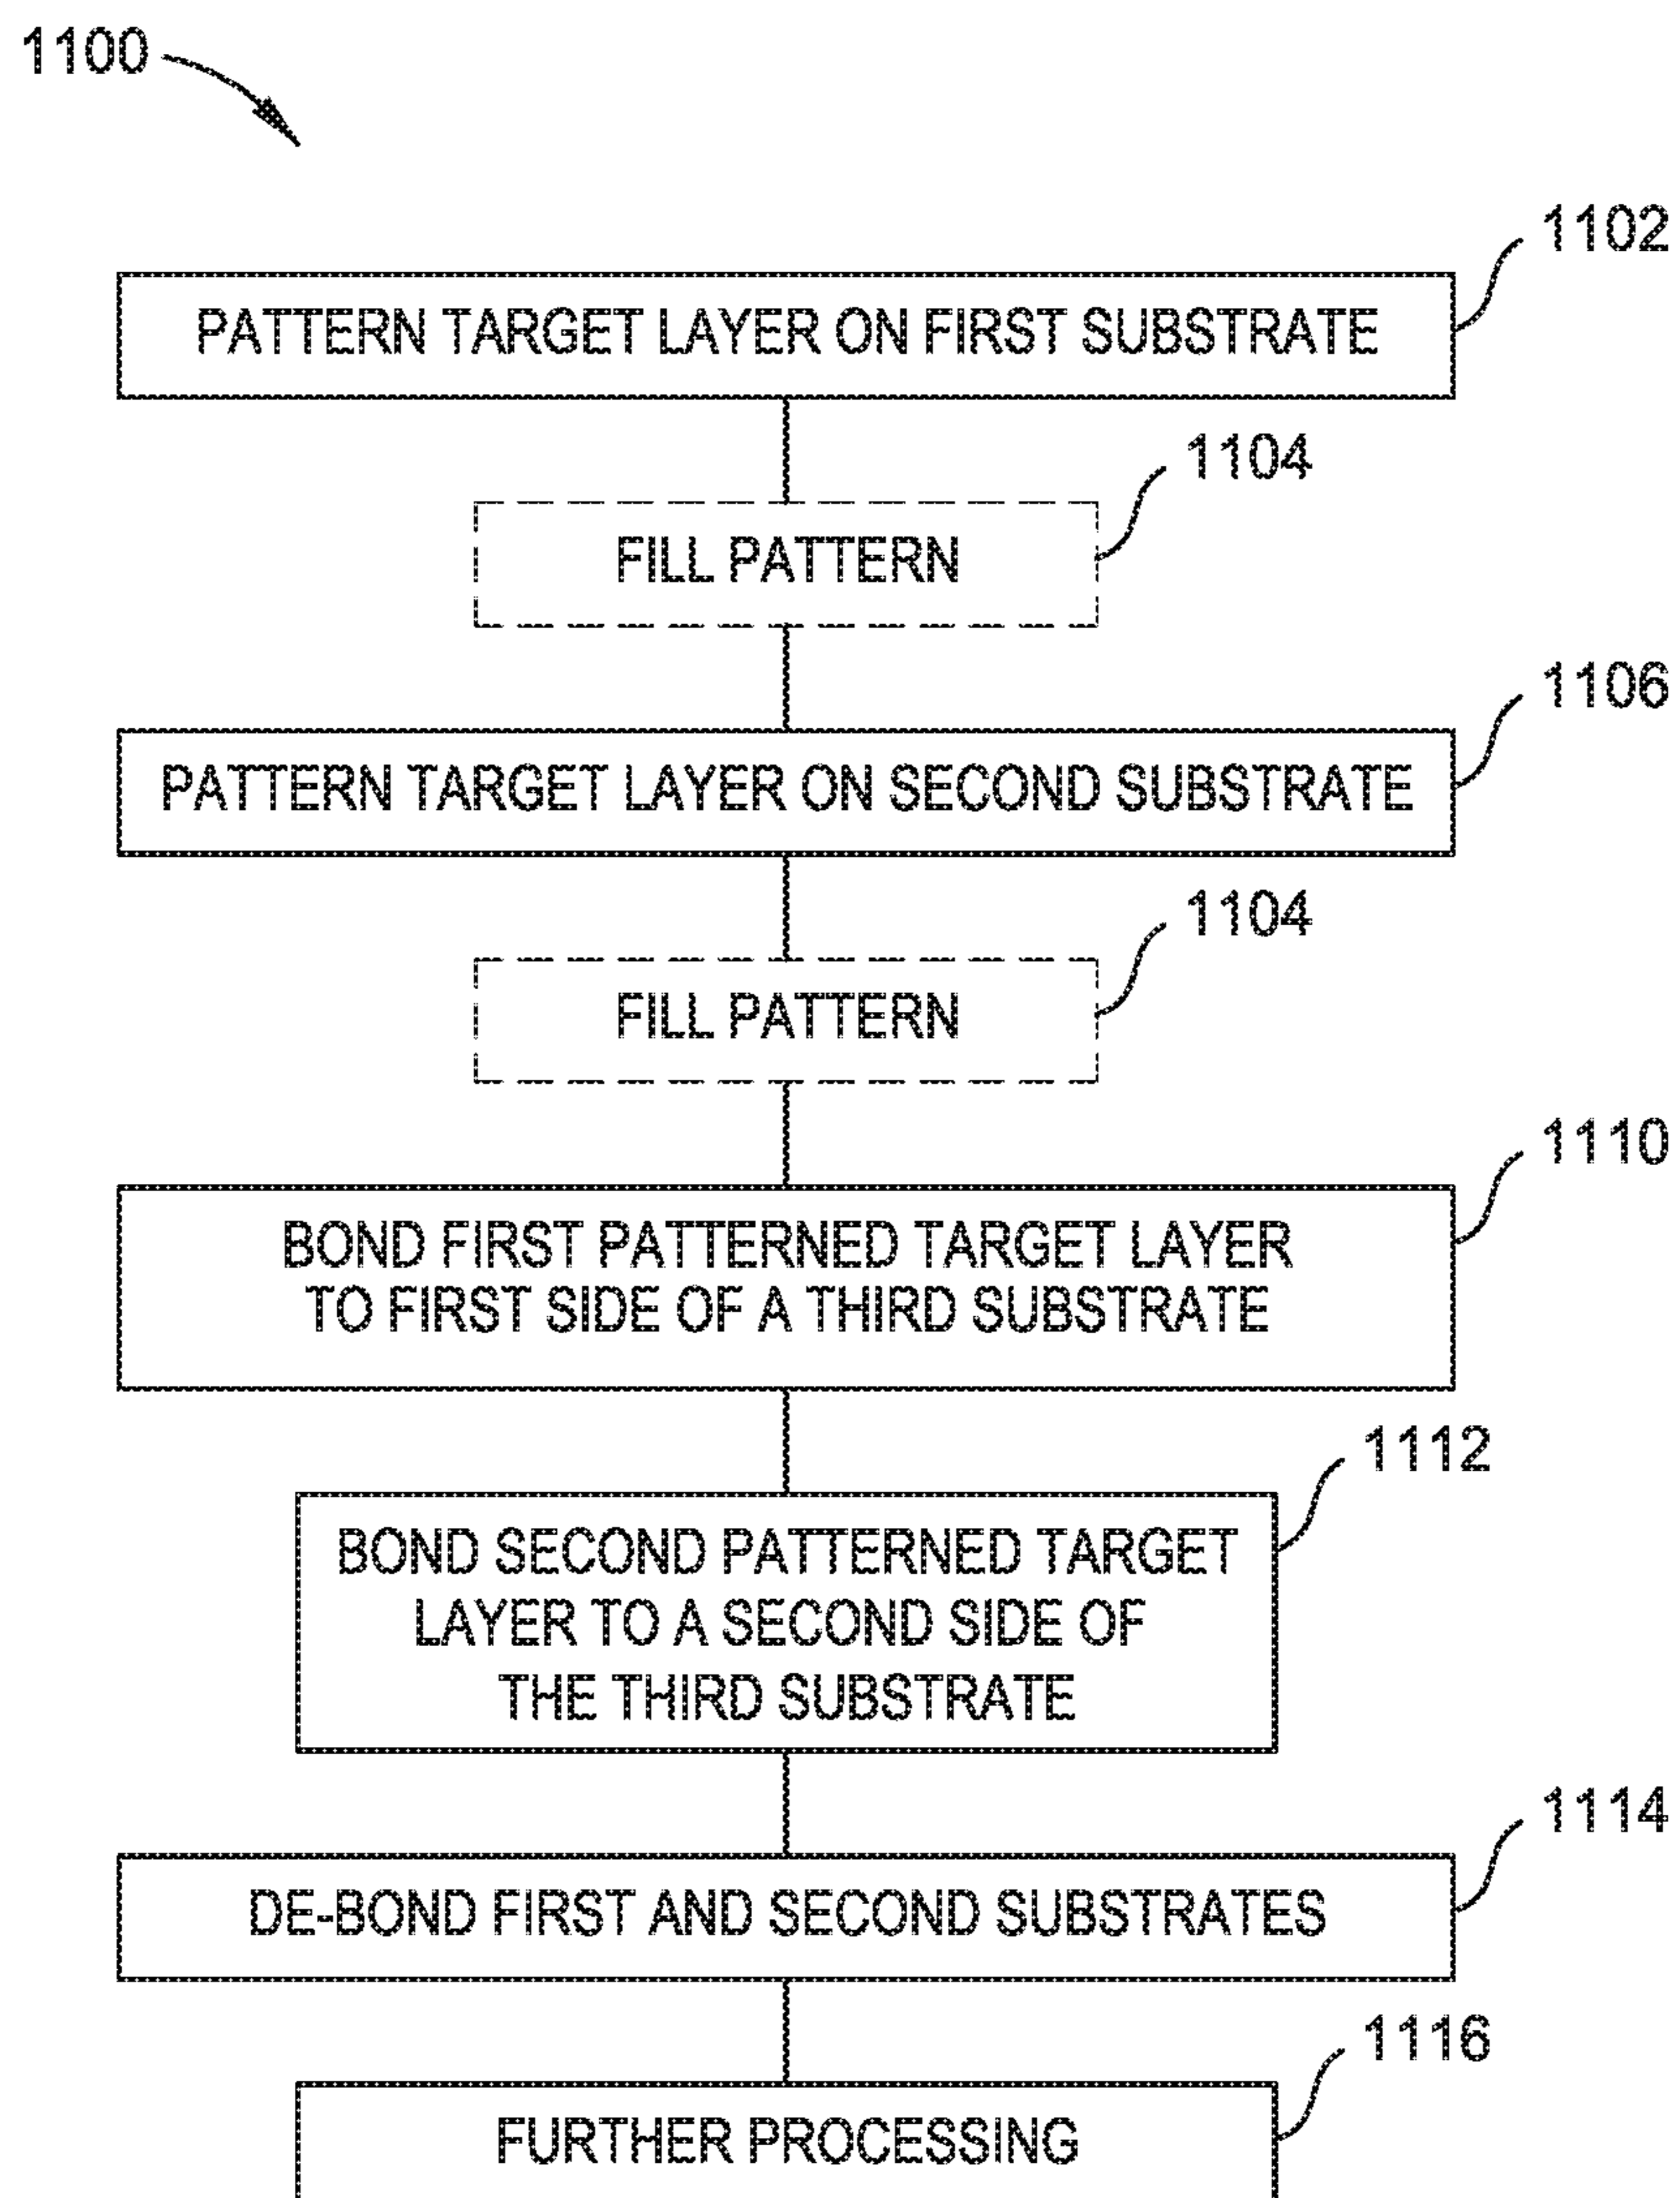 1100
1102
PATTERN TARGET LAYER ON FIRST SUBSTRATE
1104
FILL PATTERN
1106
PATTERN TARGET LAYER ON SECOND SUBSTRATE
1104
FILL PATTERN
1110
BOND FIRST PATTERNED TARGET LAYER
TO FIRST SIDE OF A THIRD SUBSTRATE
1112
BOND SECOND PATTERNED TARGET
LAYER TO A SECOND SIDE OF
THE THIRD SUBSTRATE
1114
DE-BOND FIRST AND SECOND SUBSTRATES
1116
FURTHER PROCESSING